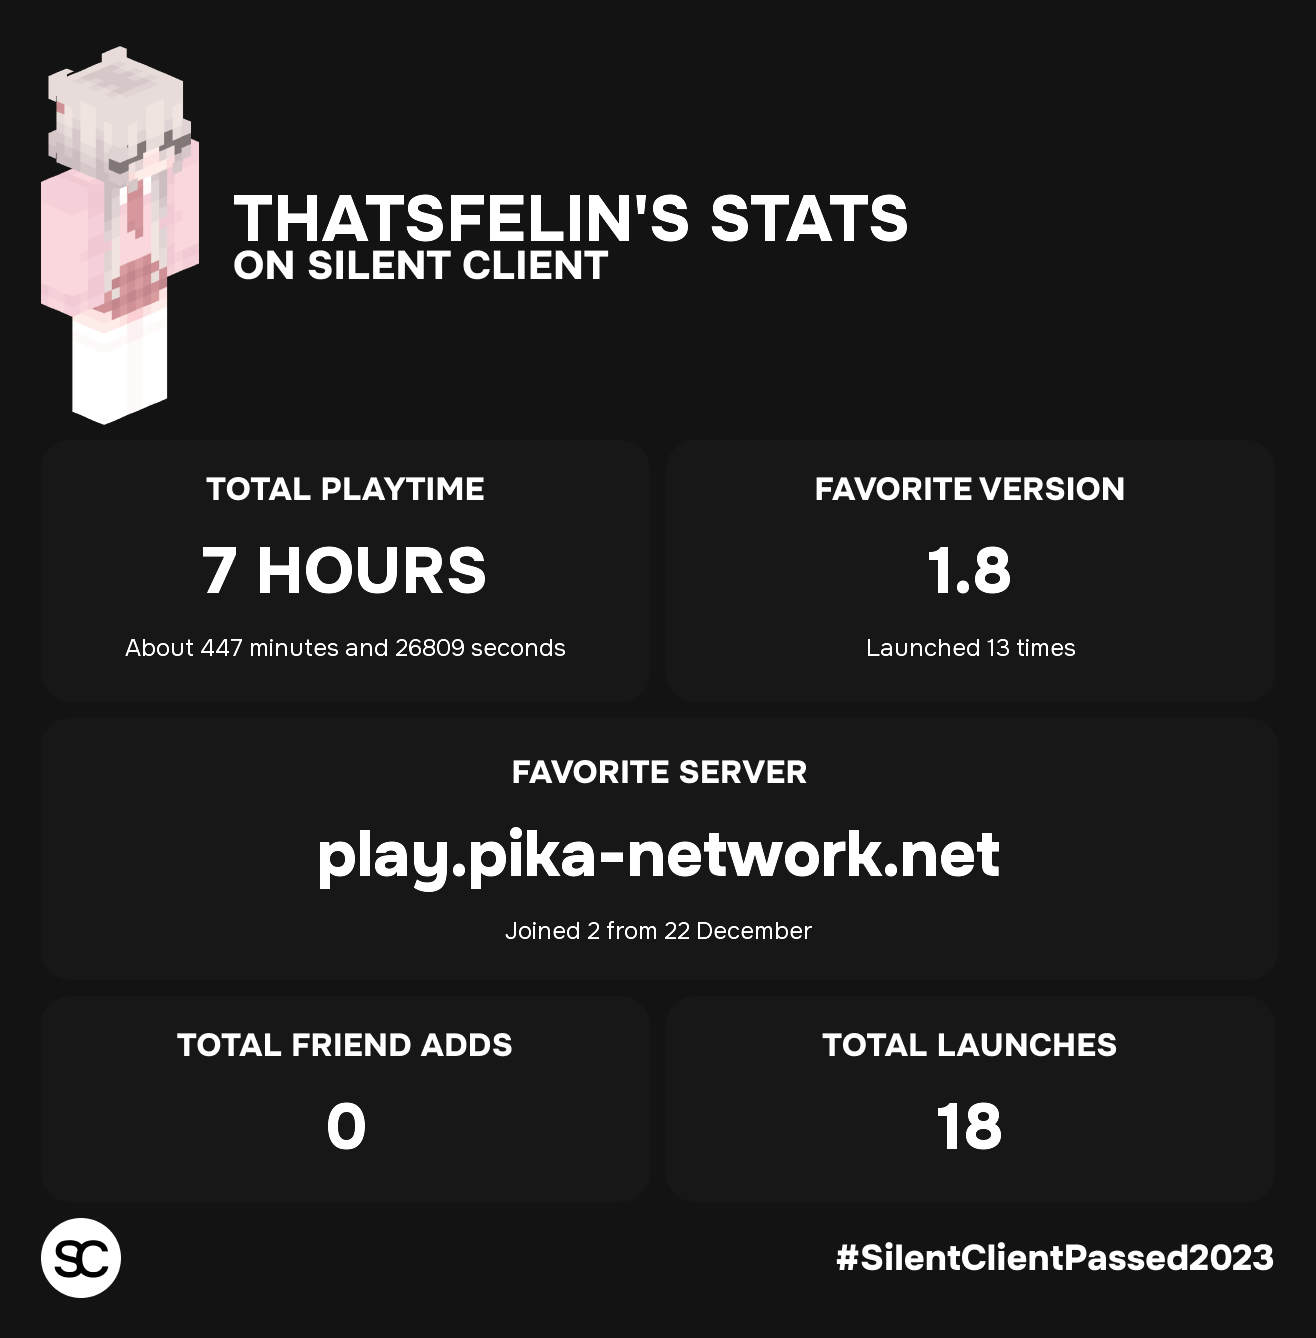 THATSFELIN'S STATS
ON SILENT CLIENT
TOTAL PLAYTIME
7 HOURS
About 447 minutes and 26809 seconds
FAVORITE VERSION
1.8
Launched 13 times
FAVORITE SERVER
play.pika-network.net
Joined 2 from 22 December
TOTAL FRIEND ADDS
0
TOTAL LAUNCHES
18
SC
#SilentClientPassed2023